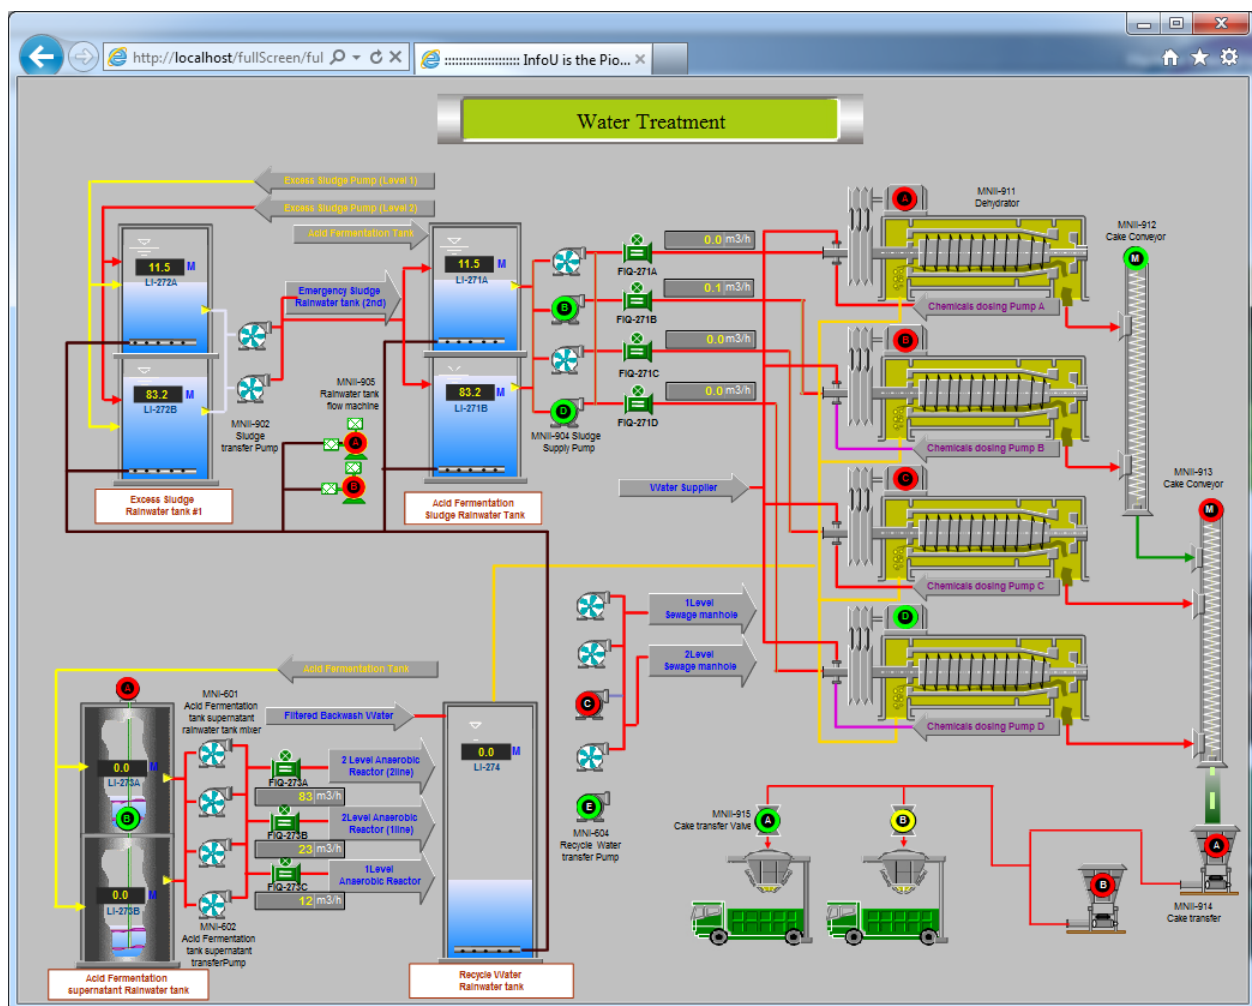 http://localhost/fullScreen/ful
:::::::::::::::::::::: InfoU is the Pio...
Water Treatment
Excess Sludge Pump (Level 1)
Excess Sludge Pump (Level 2)
Acid Fermentation Tank
11.5 M
LI-272A
83.2 M
LI-272B
Excess Sludge
Rainwater tank #1
MNII-902
Sludge
transfer Pump
Emergency Sludge
Rainwater tank (2nd)
MNII-905
Rainwater tank
flow machine
A
B
11.5 M
LI-271A
83.2 M
LI-271B
Acid Fermentation
Sludge Rainwater Tank
B
D
MNII-904 Sludge
Supply Pump
0.0 m3/h
FIQ-271A
0.1 m3/h
FIQ-271B
0.0 m3/h
FIQ-271C
0.0 m3/h
FIQ-271D
Water Supplier
A
MNII-911
Dehydrator
Chemicals dosing Pump A
B
Chemicals dosing Pump B
C
Chemicals dosing Pump C
D
Chemicals dosing Pump D
MNII-912
Cake Conveyor
M
MNII-913
Cake Conveyor
M
Acid Fermentation Tank
A
0.0 M
LI-273A
B
0.0 M
LI-273B
Acid Fermentation
supernatant Rainwater tank
MNI-601
Acid Fermentation
tank supernatant
rainwater tank mixer
MNI-602
Acid Fermentation
tank supernatant
transferPump
Filtered Backwash Water
FIQ-273A
83 m3/h
FIQ-273B
23 m3/h
FIQ-273C
12 m3/h
2 Level Anaerobic
Reactor (2line)
2Level Anaerobic
Reactor (1line)
1Level
Anaerobic Reactor
0.0 M
LI-274
Recycle Water
Rainwater tank
1Level
Sewage manhole
2Level
Sewage manhole
C
E
MNI-604
Recycle Water
transfer Pump
MNII-915
Cake transfer Valve
A
B
B
A
MNII-914
Cake transfer